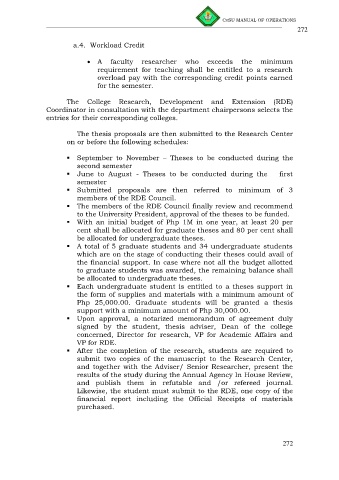 CMSU MANUAL OF OPERATIONS
272
a.4. Workload Credit
• A faculty researcher who exceeds the minimum
requirement for teaching shall be entitled to a research
overload pay with the corresponding credit points earned
for the semester.
The College Research, Development and Extension (RDE)
Coordinator in consultation with the department chairpersons selects the
entries for their corresponding colleges.
The thesis proposals are then submitted to the Research Center
on or before the following schedules:
▪ September to November - Theses to be conducted during the
second semester
▪ June to August - Theses to be conducted during the first
semester
▪ Submitted proposals are then referred to minimum of 3
members of the RDE Council.
▪ The members of the RDE Council finally review and recommend
to the University President, approval of the theses to be funded.
▪ With an initial budget of Php 1M in one year, at least 20 per
cent shall be allocated for graduate theses and 80 per cent shall
be allocated for undergraduate theses.
▪ A total of 5 graduate students and 34 undergraduate students
which are on the stage of conducting their theses could avail of
the financial support. In case where not all the budget allotted
to graduate students was awarded, the remaining balance shall
be allocated to undergraduate theses.
▪ Each undergraduate student is entitled to a theses support in
the form of supplies and materials with a minimum amount of
Php 25,000.00. Graduate students will be granted a thesis
support with a minimum amount of Php 30,000.00.
▪ Upon approval, a notarized memorandum of agreement duly
signed by the student, thesis adviser, Dean of the college
concerned, Director for research, VP for Academic Affairs and
VP for RDE.
▪ After the completion of the research, students are required to
submit two copies of the manuscript to the Research Center,
and together with the Adviser/ Senior Researcher, present the
results of the study during the Annual Agency In House Review,
and publish them in refutable and /or refereed journal.
Likewise, the student must submit to the RDE, one copy of the
financial report including the Official Receipts of materials
purchased.
272